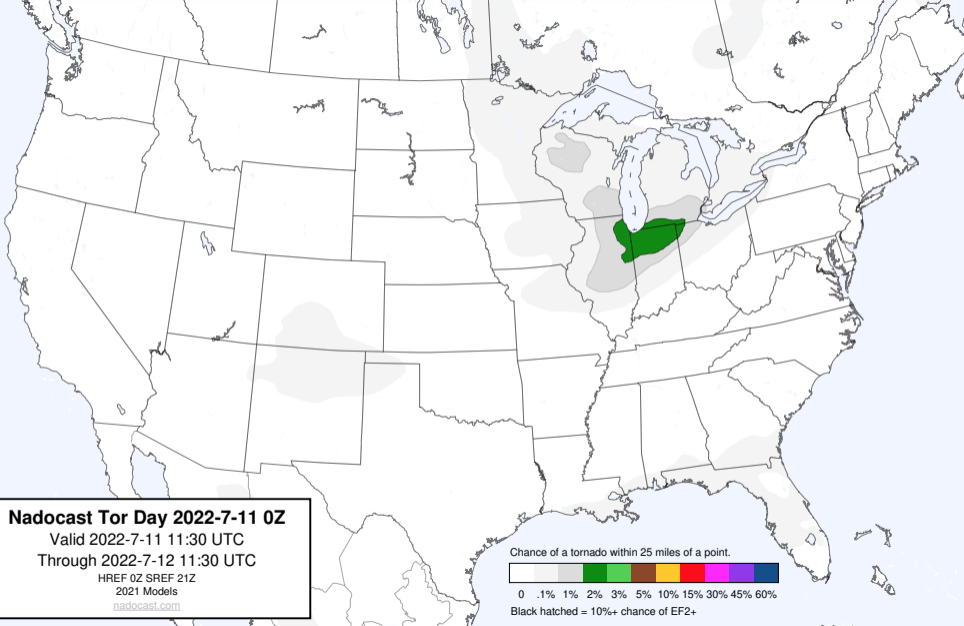 Nadocast Tor Day 2022-7-11 0Z
Valid 2022-7-11 11:30 UTC
Through 2022-7-12 11:30 UTC
HREF 0Z SREF 21Z
2021 Models
nadocast.com
Chance of a tornado within 25 miles of a point.
0 .1% 1% 2% 3% 5% 10% 15% 30% 45% 60%
Black hatched = 10%+ chance of EF2+